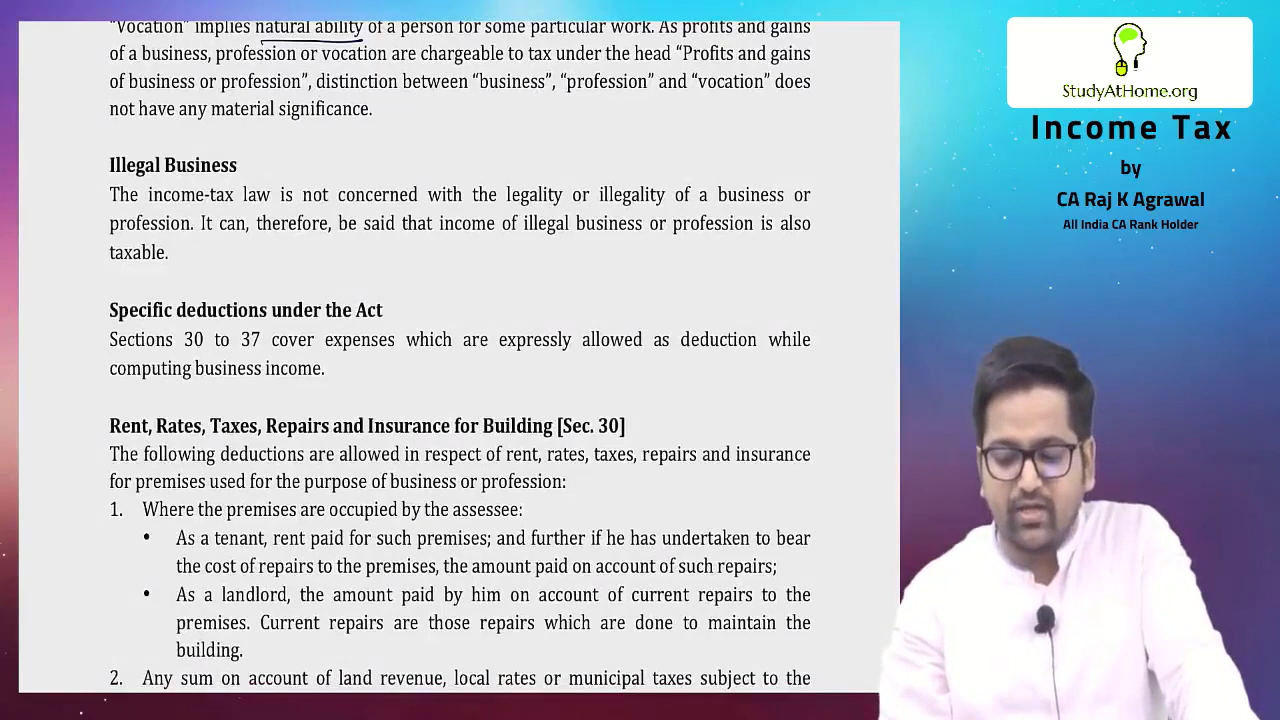 "Vocation" implies natural ability of a person for some particular work. As profits and gains
of a business, profession or vocation are chargeable to tax under the head “Profits and gains
of business or profession”, distinction between “business”, “profession” and “vocation” does
not have any material significance.
Illegal Business
The income-tax law is not concerned with the legality or illegality of a business or
profession. It can, therefore, be said that income of illegal business or profession is also
taxable.
Specific deductions under the Act
Sections 30 to 37 cover expenses which are expressly allowed as deduction while
computing business income.
Rent, Rates, Taxes, Repairs and Insurance for Building [Sec. 30]
The following deductions are allowed in respect of rent, rates, taxes, repairs and insurance
for premises used for the purpose of business or profession:
1. Where the premises are occupied by the assessee:
• As a tenant, rent paid for such premises; and further if he has undertaken to bear
the cost of repairs to the premises, the amount paid on account of such repairs;
• As a landlord, the amount paid by him on account of current repairs to the
premises. Current repairs are those repairs which are done to maintain the
building.
2. Any sum on account of land revenue, local rates or municipal taxes subject to the
StudyAtHome.org
Income Tax
by
CA Raj K Agrawal
All India CA Rank Holder